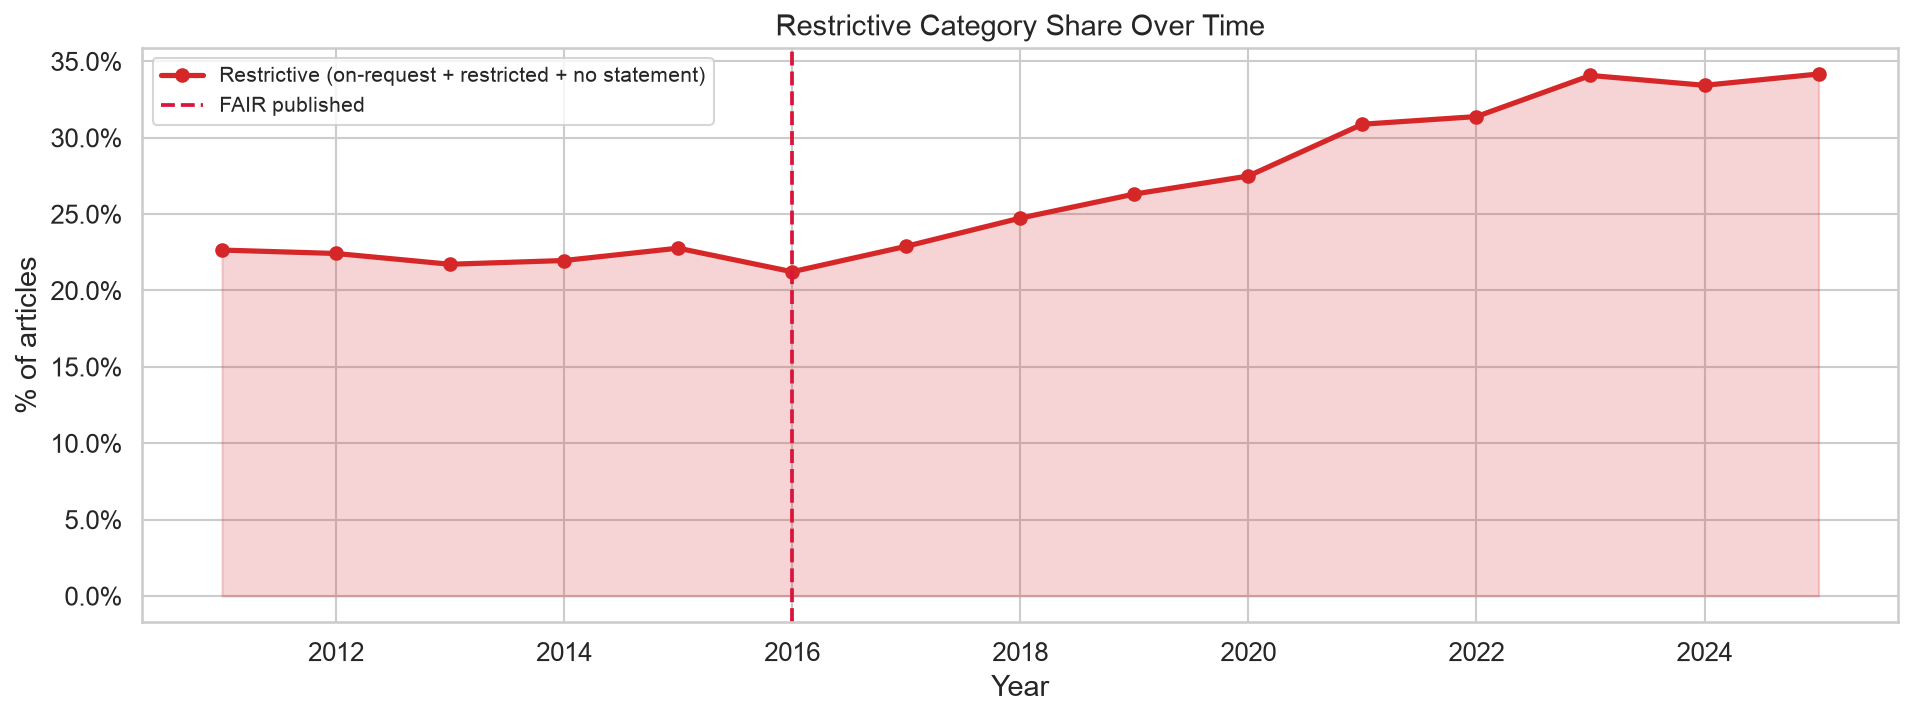 Restrictive Category Share Over Time
35.0%
30.0%
25.0%
20.0%
15.0%
10.0%
5.0%
0.0%
% of articles
Restrictive (on-request + restricted + no statement)
FAIR published
2012 2014 2016 2018 2020 2022 2024
Year